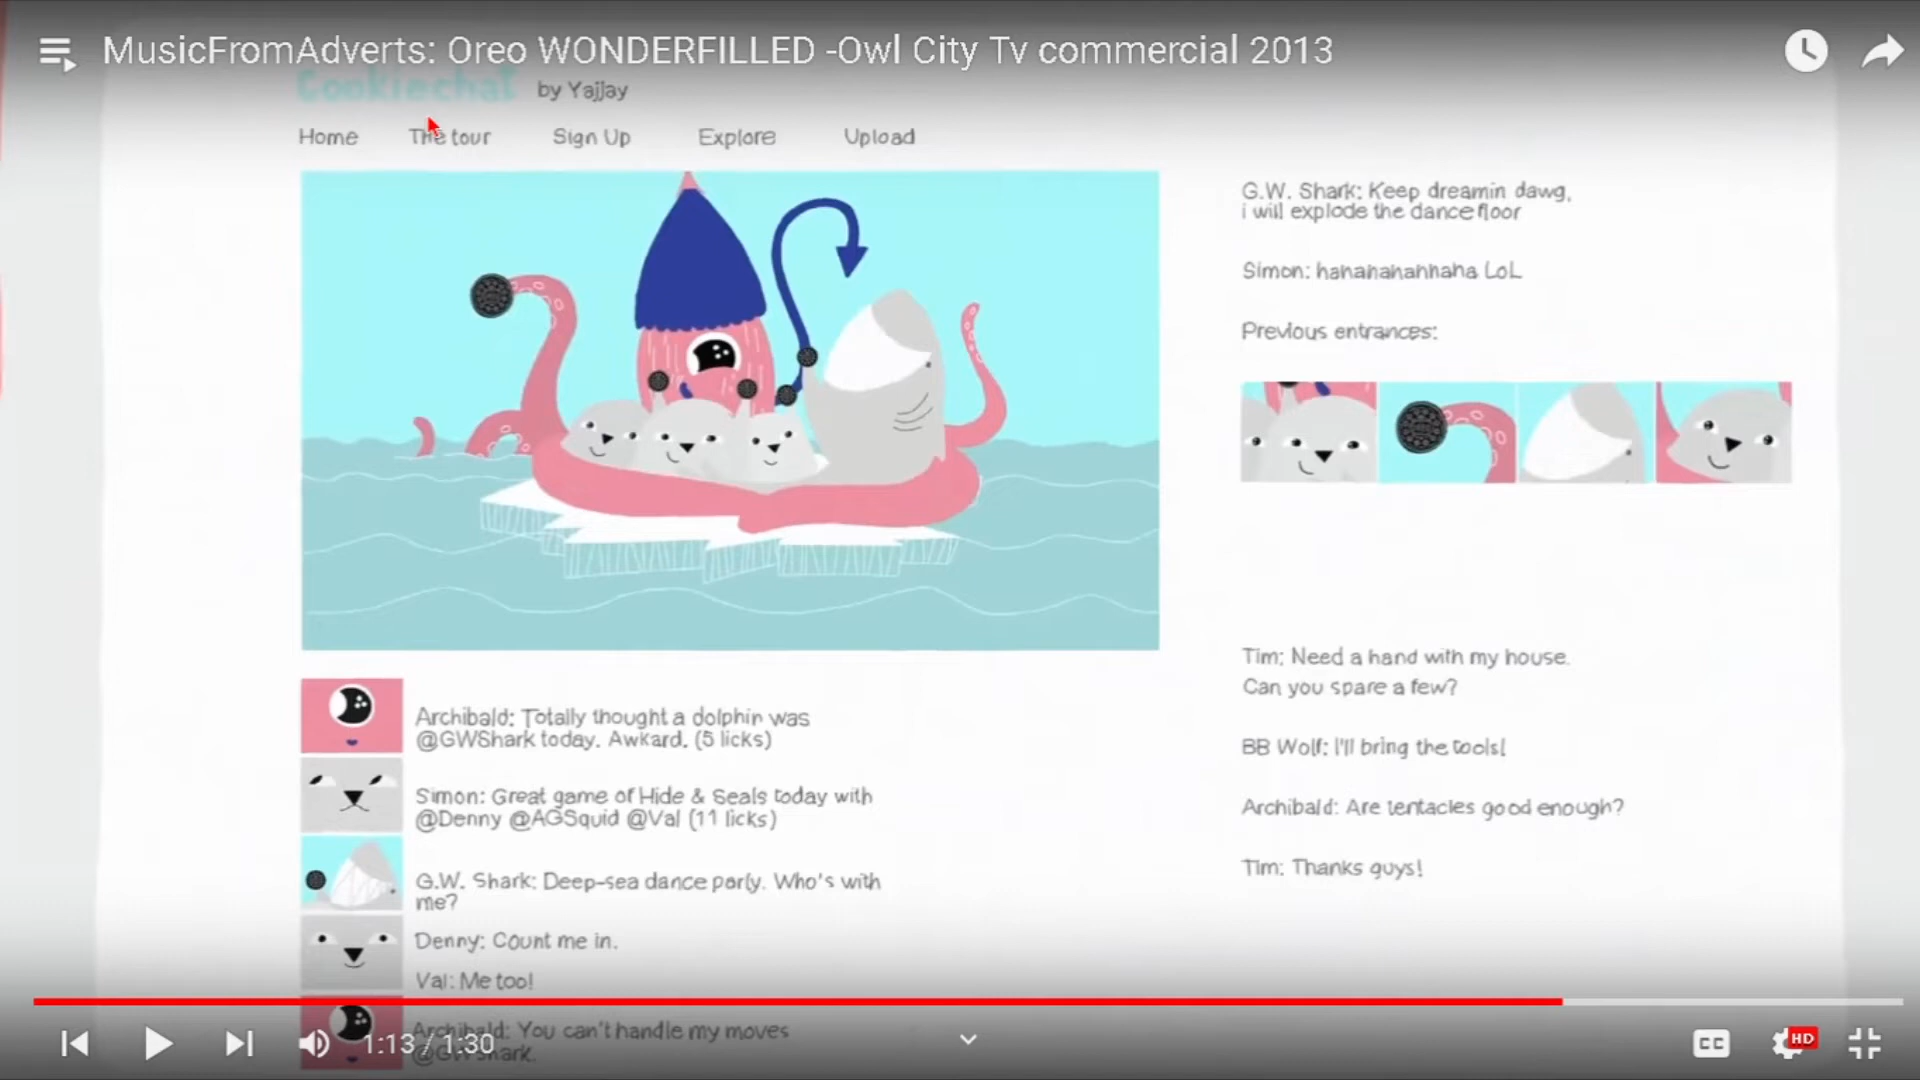 MusicFromAdverts: Oreo WONDERFILLED -Owl City Tv commercial 2013
Cookiechat by Yajjay
Home The tour Sign Up Explore Upload
G.W. Shark: Keep dreamin dawg,
i will explode the dance floor
Simon: hahahahahhaha LoL
Previous entrances:
Archibald: Totally thought a dolphin was
@GWShark today. Awkard. (5 licks)
Simon: Great game of Hide & Seals today with
@Denny @AGSquid @Val (11 licks)
G.W. Shark: Deep-sea dance party. Who's with
me?
Denny: Count me in.
Val: Me too!
Archibald: You can't handle my moves
@GWShark.
Tim: Need a hand with my house.
Can you spare a few?
BB Wolf: I'll bring the tools!
Archibald: Are tentacles good enough?
Tim: Thanks guys!
1:13 / 1:30
CC
HD